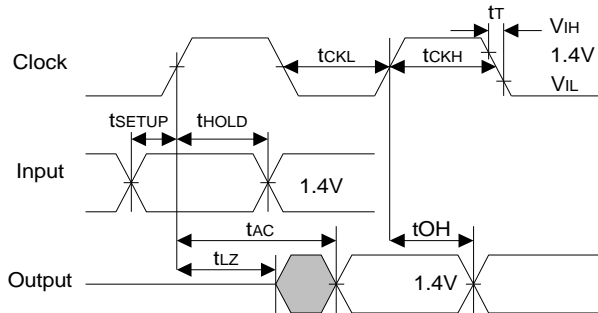 tT
VIH
Clock
tCKL
tCKH
1.4V
VIL
tSETUP
tHOLD
Input
1.4V
tAC
tOH
tLZ
Output
1.4V